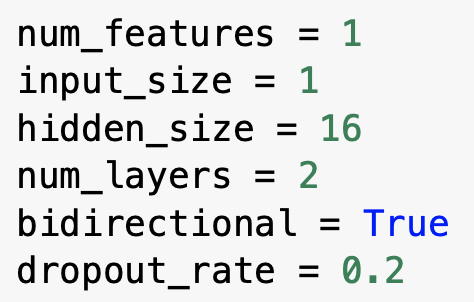 num_features = 1
input_size = 1
hidden_size = 16
num_layers = 2
bidirectional = True
dropout_rate = 0.2